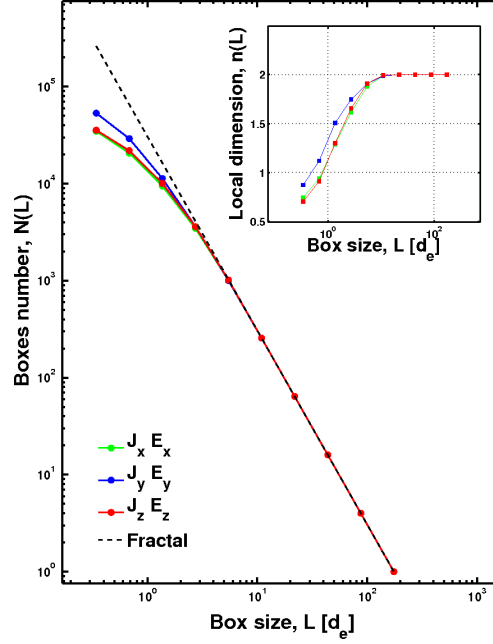 Boxes number, N(L)
10^5
10^4
10^3
10^2
10^1
10^0
10^0
10^1
10^2
10^3
Box size, L [d_e]
J_x E_x
J_y E_y
J_z E_z
Fractal
Local dimension, n(L)
2
1.5
1
0.5
10^0
10^2
Box size, L [d_e]